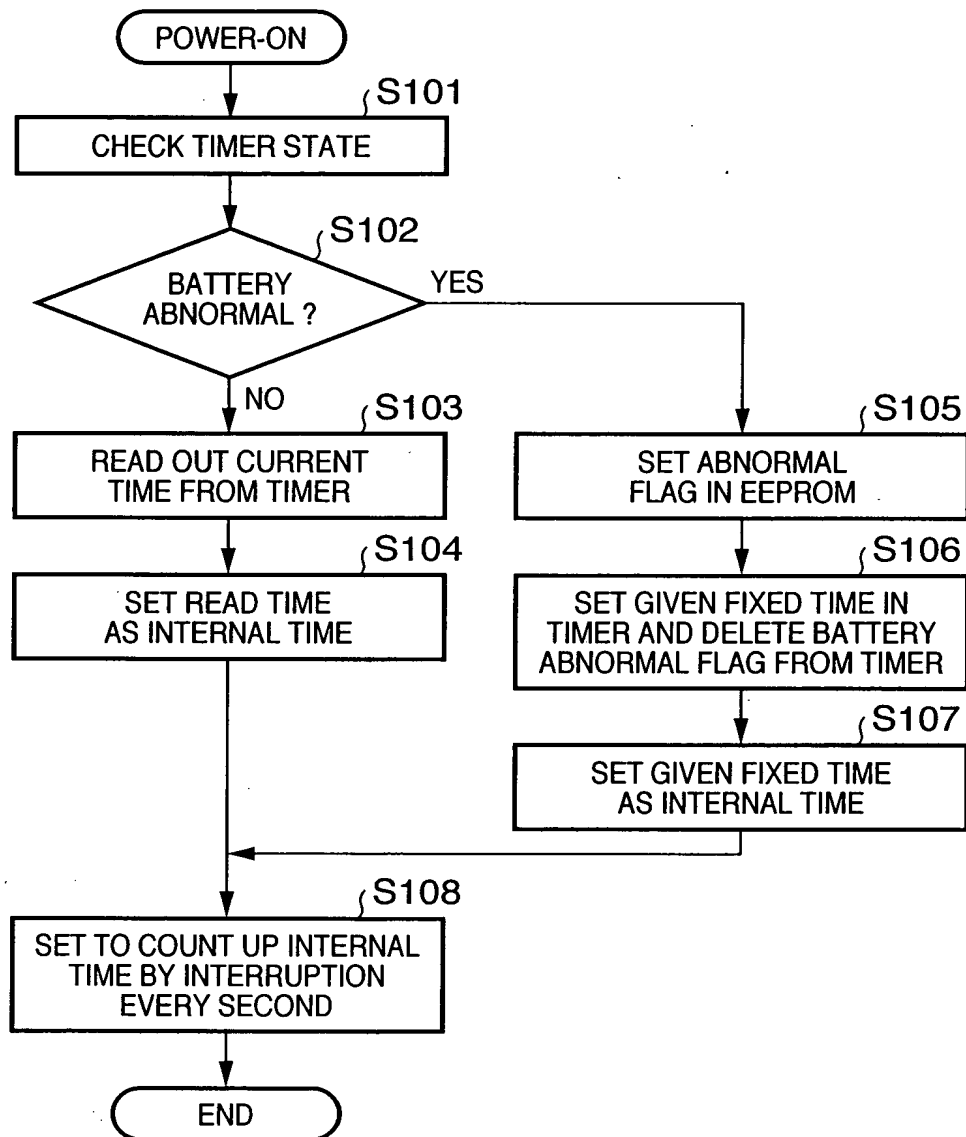 POWER-ON
S101
CHECK TIMER STATE
S102
BATTERY
ABNORMAL ?
YES
NO
S103
READ OUT CURRENT
TIME FROM TIMER
S104
SET READ TIME
AS INTERNAL TIME
S105
SET ABNORMAL
FLAG IN EEPROM
S106
SET GIVEN FIXED TIME IN
TIMER AND DELETE BATTERY
ABNORMAL FLAG FROM TIMER
S107
SET GIVEN FIXED TIME
AS INTERNAL TIME
S108
SET TO COUNT UP INTERNAL
TIME BY INTERRUPTION
EVERY SECOND
END